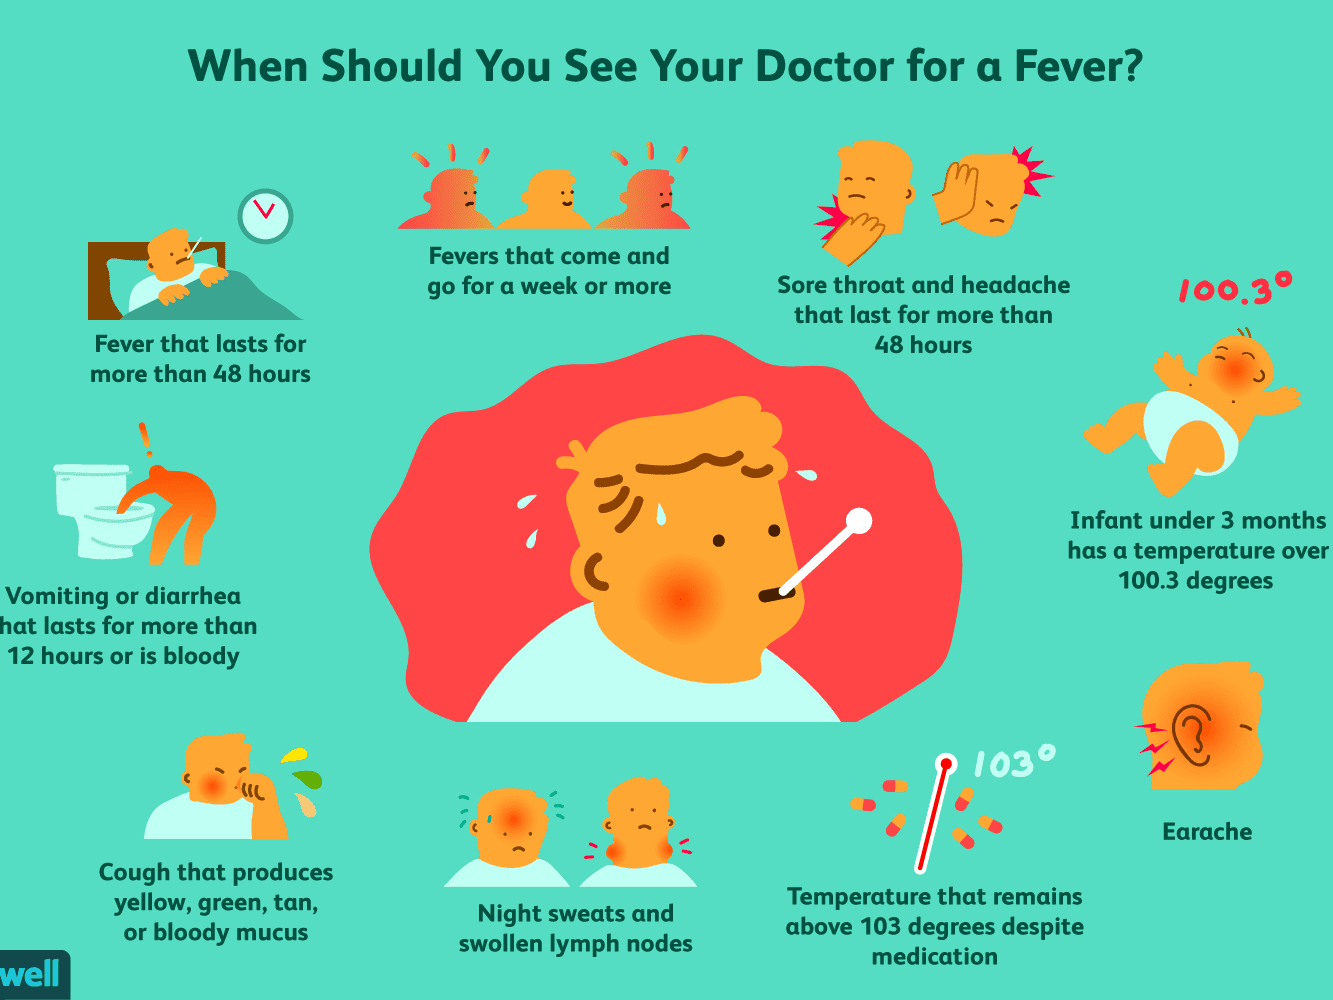 When Should You See Your Doctor for a Fever?
Fever that lasts for
more than 48 hours
Fevers that come and
go for a week or more
Sore throat and headache
that last for more than
48 hours
100.3°
Infant under 3 months
has a temperature over
100.3 degrees
Vomiting or diarrhea
hat lasts for more than
12 hours or is bloody
Earache
Cough that produces
yellow, green, tan,
or bloody mucus
Night sweats and
swollen lymph nodes
103°
Temperature that remains
above 103 degrees despite
medication
well